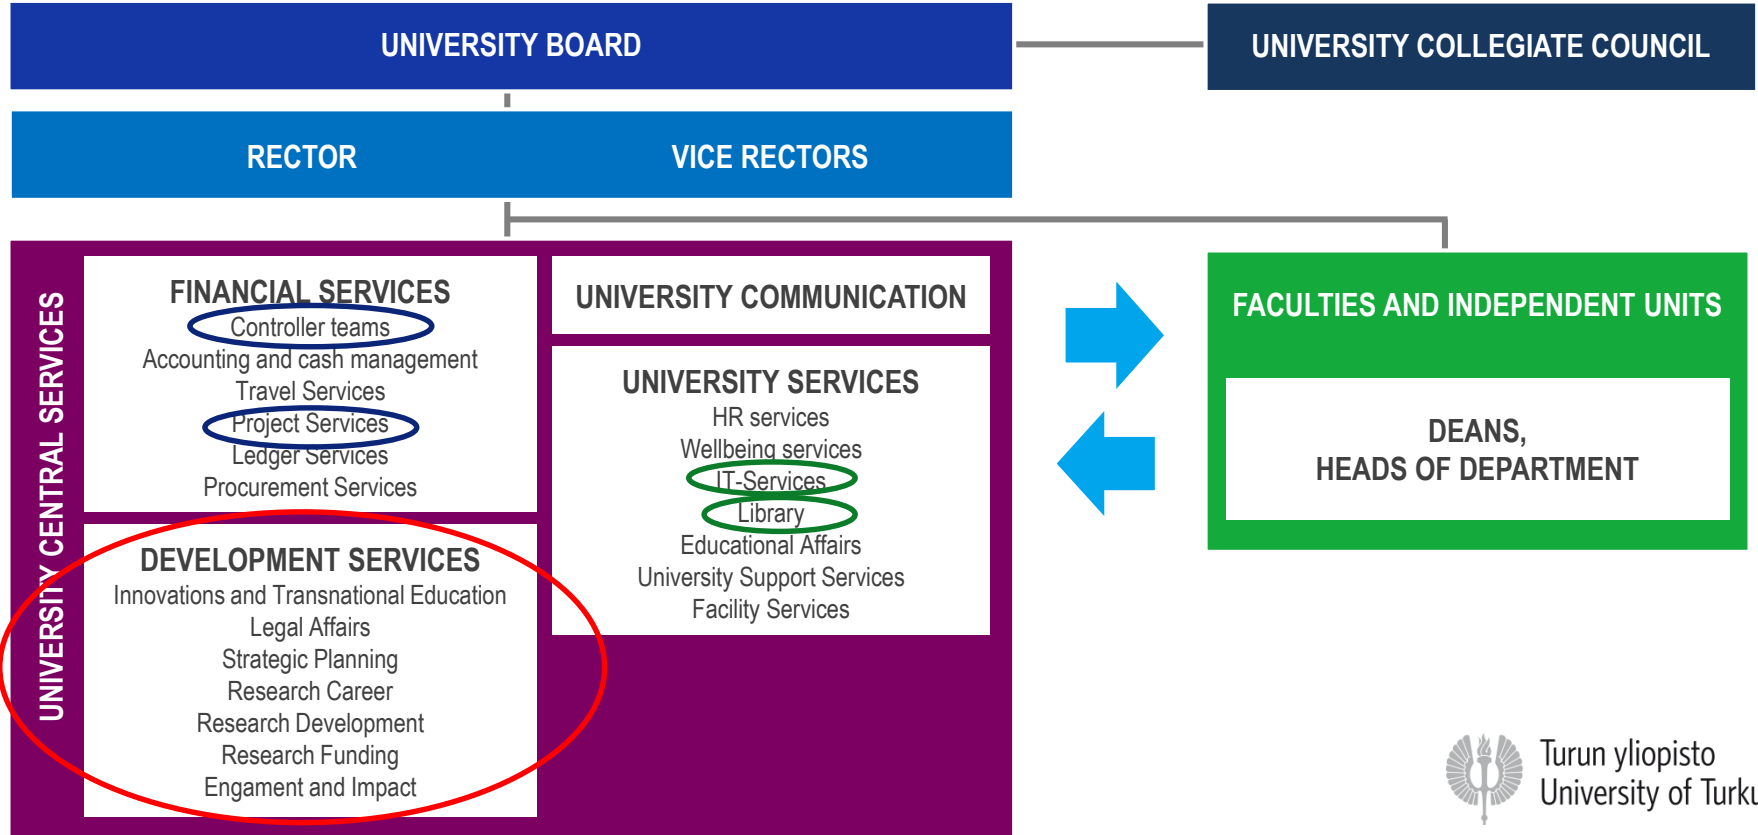 UNIVERSITY BOARD
UNIVERSITY COLLEGIATE COUNCIL
RECTOR
VICE RECTORS
UNIVERSITY CENTRAL SERVICES
FINANCIAL SERVICES
Controller teams
Accounting and cash management
Travel Services
Project Services
Ledger Services
Procurement Services
DEVELOPMENT SERVICES
Innovations and Transnational Education
Legal Affairs
Strategic Planning
Research Career
Research Development
Research Funding
Engament and Impact
UNIVERSITY COMMUNICATION
UNIVERSITY SERVICES
HR services
Wellbeing services
IT-Services
Library
Educational Affairs
University Support Services
Facility Services
FACULTIES AND INDEPENDENT UNITS
DEANS,
HEADS OF DEPARTMENT
Turun yliopisto
University of Turku